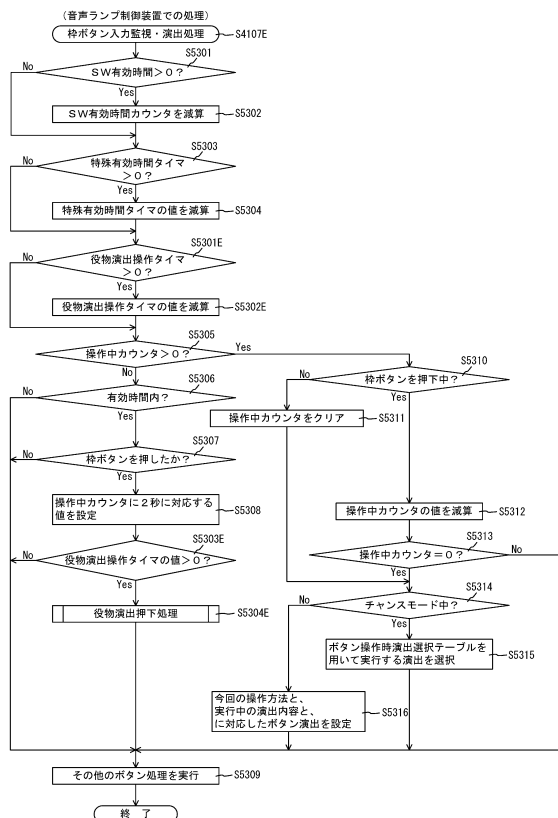 (音声ランプ制御装置での処理)
枠ボタン入力監視・演出処理
S4107E
S5301
SW有効時間>0?
No
Yes
SW有効時間カウンタを減算
S5302
S5303
特殊有効時間タイマ
>0?
No
Yes
特殊有効時間タイマの値を減算
S5304
S5301E
役物演出操作タイマ
>0?
No
Yes
役物演出操作タイマの値を減算
S5302E
S5305
操作中カウンタ>0?
Yes
No
S5306
有効時間内?
No
Yes
S5307
枠ボタンを押したか?
No
Yes
操作中カウンタに2秒に対応する
値を設定
S5308
S5303E
役物演出操作タイマの値>0?
No
Yes
役物演出押下処理
S5304E
S5310
枠ボタンを押下中?
No
Yes
操作中カウンタをクリア
S5311
操作中カウンタの値を減算
S5312
S5313
操作中カウンタ=0?
No
Yes
S5314
チャンスモード中?
No
Yes
ボタン操作時演出選択テーブルを
用いて実行する演出を選択
S5315
今回の操作方法と、
実行中の演出内容と、
に対応したボタン演出を設定
S5316
その他のボタン処理を実行
S5309
終 了